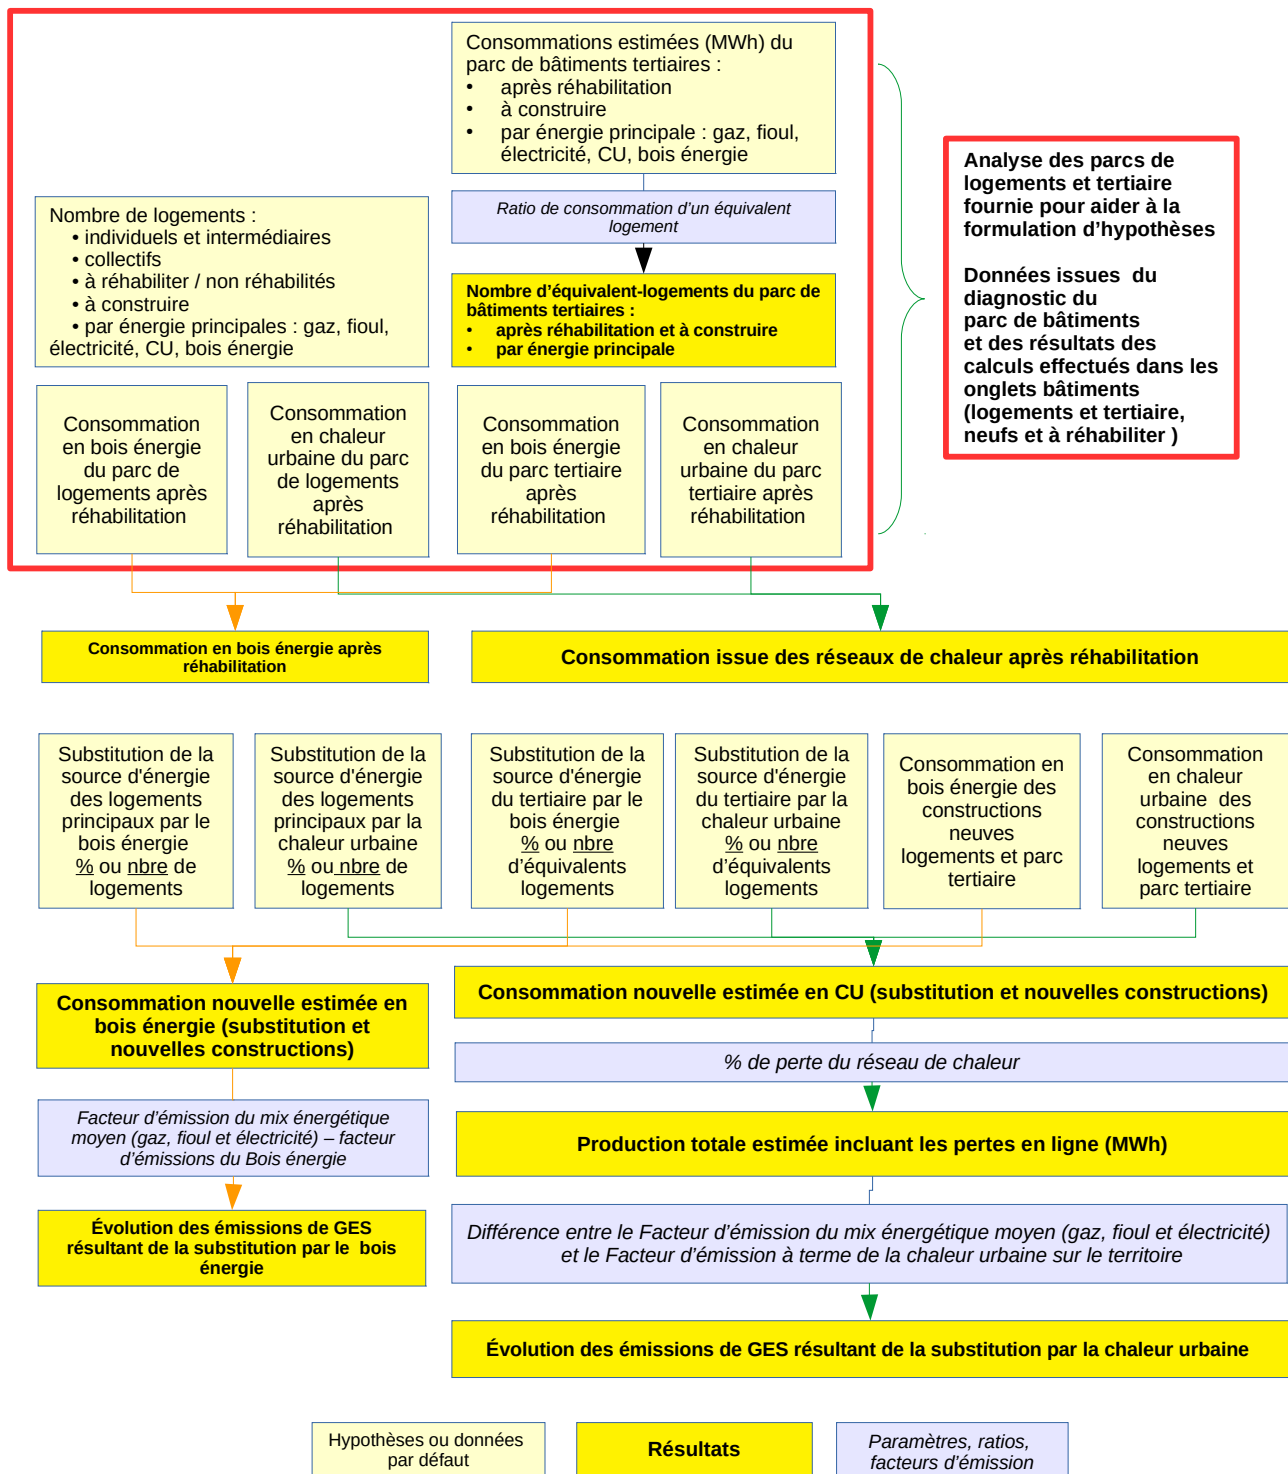 Consommations estimées (MWh) du
parc de bâtiments tertiaires :
• après réhabilitation
• à construire
• par énergie principale : gaz, fioul,
électricité, CU, bois énergie
Ratio de consommation d'un équivalent
logement
Nombre d'équivalent-logements du parc de
bâtiments tertiaires :
• après réhabilitation et à construire
• par énergie principale
Nombre de logements :
• individuels et intermédiaires
• collectifs
• à réhabiliter / non réhabilités
• à construire
• par énergie principales : gaz, fioul,
électricité, CU, bois énergie
Analyse des parcs de
logements et tertiaire
fournie pour aider à la
formulation d'hypothèses
Données issues du
diagnostic du
parc de bâtiments
et des résultats des
calculs effectués dans les
onglets bâtiments
(logements et tertiaire,
neufs et à réhabiliter )
Consommation
en bois énergie
du parc de
logements après
réhabilitation
Consommation
en chaleur
urbaine du parc
de logements
après
réhabilitation
Consommation
en bois énergie
du parc tertiaire
après
réhabilitation
Consommation
en chaleur
urbaine du parc
tertiaire après
réhabilitation
Consommation en bois énergie après
réhabilitation
Consommation issue des réseaux de chaleur après réhabilitation
Substitution de la
source d'énergie
des logements
principaux par le
bois énergie
% ou nbre de
logements
Substitution de la
source d'énergie
des logements
principaux par la
chaleur urbaine
% ou nbre de
logements
Substitution de la
source d'énergie
du tertiaire par le
bois énergie
% ou nbre
d'équivalents
logements
Substitution de la
source d'énergie
du tertiaire par la
chaleur urbaine
% ou nbre
d'équivalents
logements
Consommation en
bois énergie des
constructions
neuves
logements et parc
tertiaire
Consommation
en chaleur
urbaine des
constructions
neuves
logements et
parc tertiaire
Consommation nouvelle estimée en
bois énergie (substitution et
nouvelles constructions)
Consommation nouvelle estimée en CU (substitution et nouvelles constructions)
% de perte du réseau de chaleur
Facteur d'émission du mix énergétique
moyen (gaz, fioul et électricité) – facteur
d'émissions du Bois énergie
Production totale estimée incluant les pertes en ligne (MWh)
Évolution des émissions de GES
résultant de la substitution par le bois
énergie
Différence entre le Facteur d'émission du mix énergétique moyen (gaz, fioul et électricité)
et le Facteur d'émission à terme de la chaleur urbaine sur le territoire
Évolution des émissions de GES résultant de la substitution par la chaleur urbaine
Hypothèses ou données
par défaut
Résultats
Paramètres, ratios,
facteurs d'émission